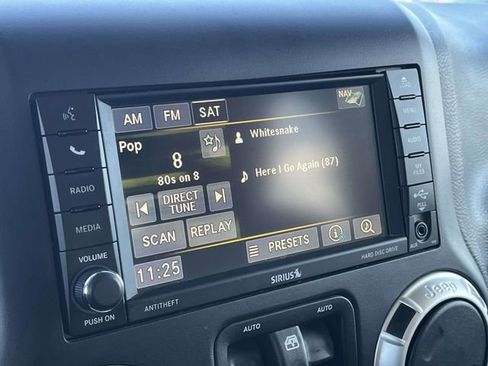 AM FM SAT
NAV
Pop
8
80s on 8
Whitesnake
Here I Go Again (87)
DIRECT
TUNE
SCAN REPLAY
PRESETS
11:25
RADIO
MEDIA
VOLUME
PUSH ON
ANTITHEFT
SIRIUS
HARD DISC DRIVE
LOAD
MENU
AUDIO
MY
FILES
PULL
AUX
AUTO
AUTO
Jeep